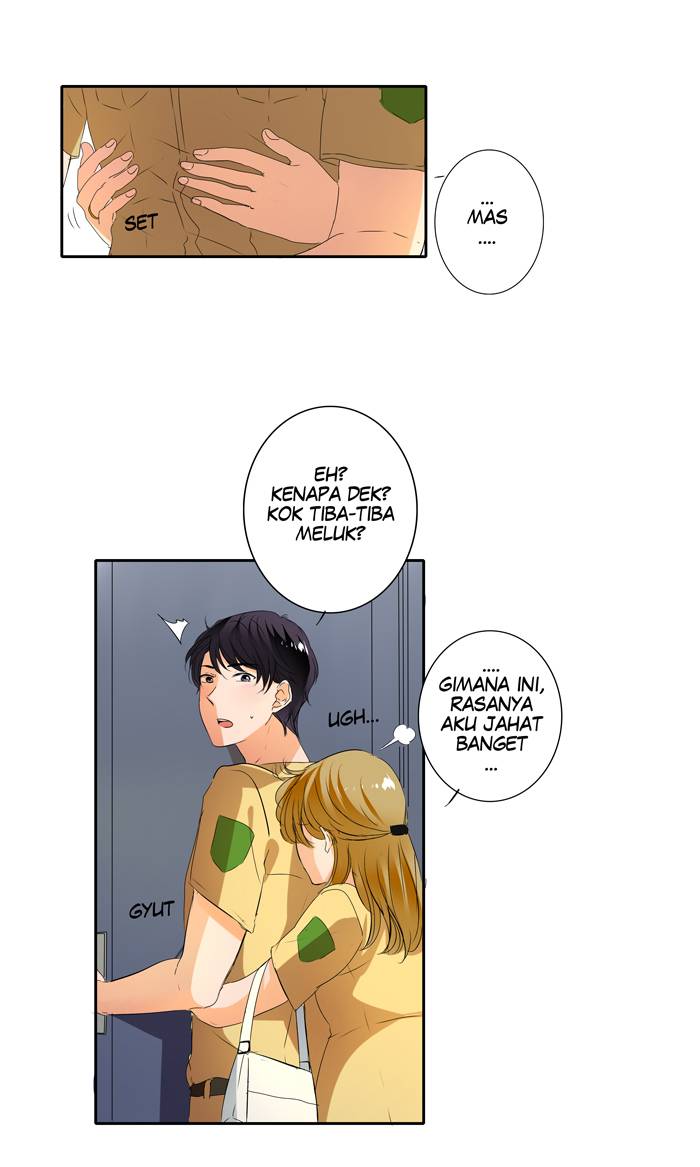 SET
...
MAS
....
EH?
KENAPA DEK?
KOK TIBA-TIBA
MELUK?
UGH...
....
GIMANA INI,
RASANYA
AKU JAHAT
BANGET
...
GYUT